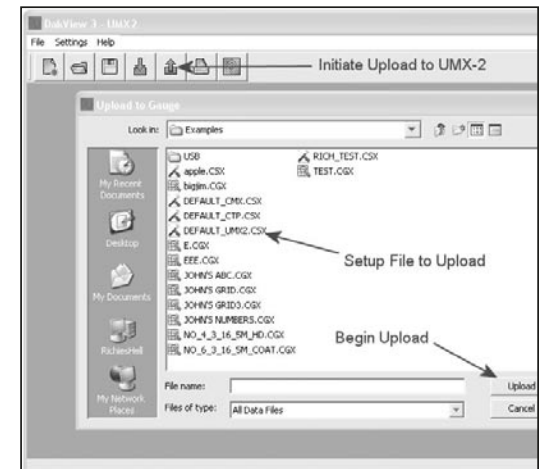 DakView 3 - UMX2
File Settings Help
Initiate Upload to UMX-2
Upload to Gauge
Look in: Examples
My Recent Documents
Desktop
My Documents
RichiesHell
My Network Places
USB
apple.CSX
bigjim.CGX
DEFAULT_CMX.CSX
DEFAULT_CTP.CSX
DEFAULT_UMX2.CSX
E.CGX
EEE.CGX
JOHN'S ABC.CGX
JOHN'S GRID.CGX
JOHN'S GRID3.CGX
JOHN'S NUMBERS.CGX
NO_4_3_16_SM_HD.CGX
NO_6_3_16_SM_COAT.CGX
RICH_TEST.CSX
TEST.CGX
Setup File to Upload
Begin Upload
File name: Upload
Files of type: All Data Files Cancel